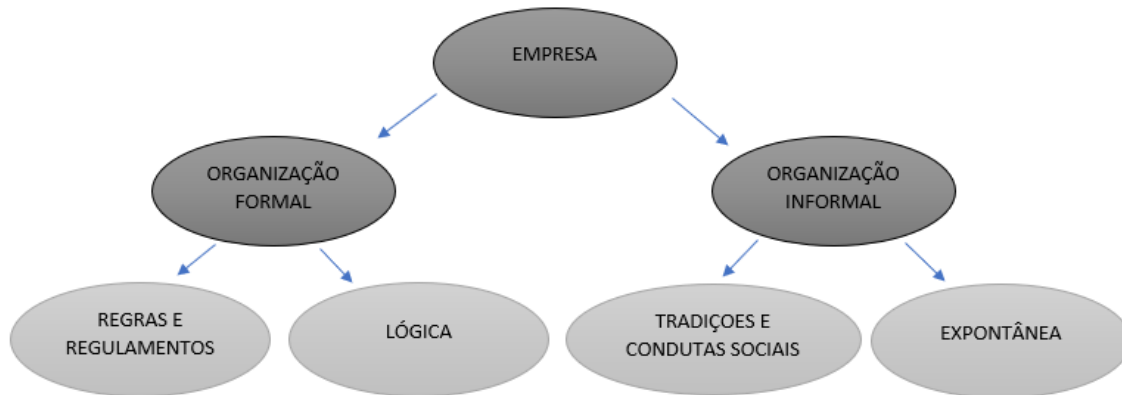 EMPRESA
ORGANIZAÇÃO
FORMAL
ORGANIZAÇÃO
INFORMAL
REGRAS E
REGULAMENTOS
LÓGICA
TRADIÇOES E
CONDUTAS SOCIAIS
EXPONTÂNEA